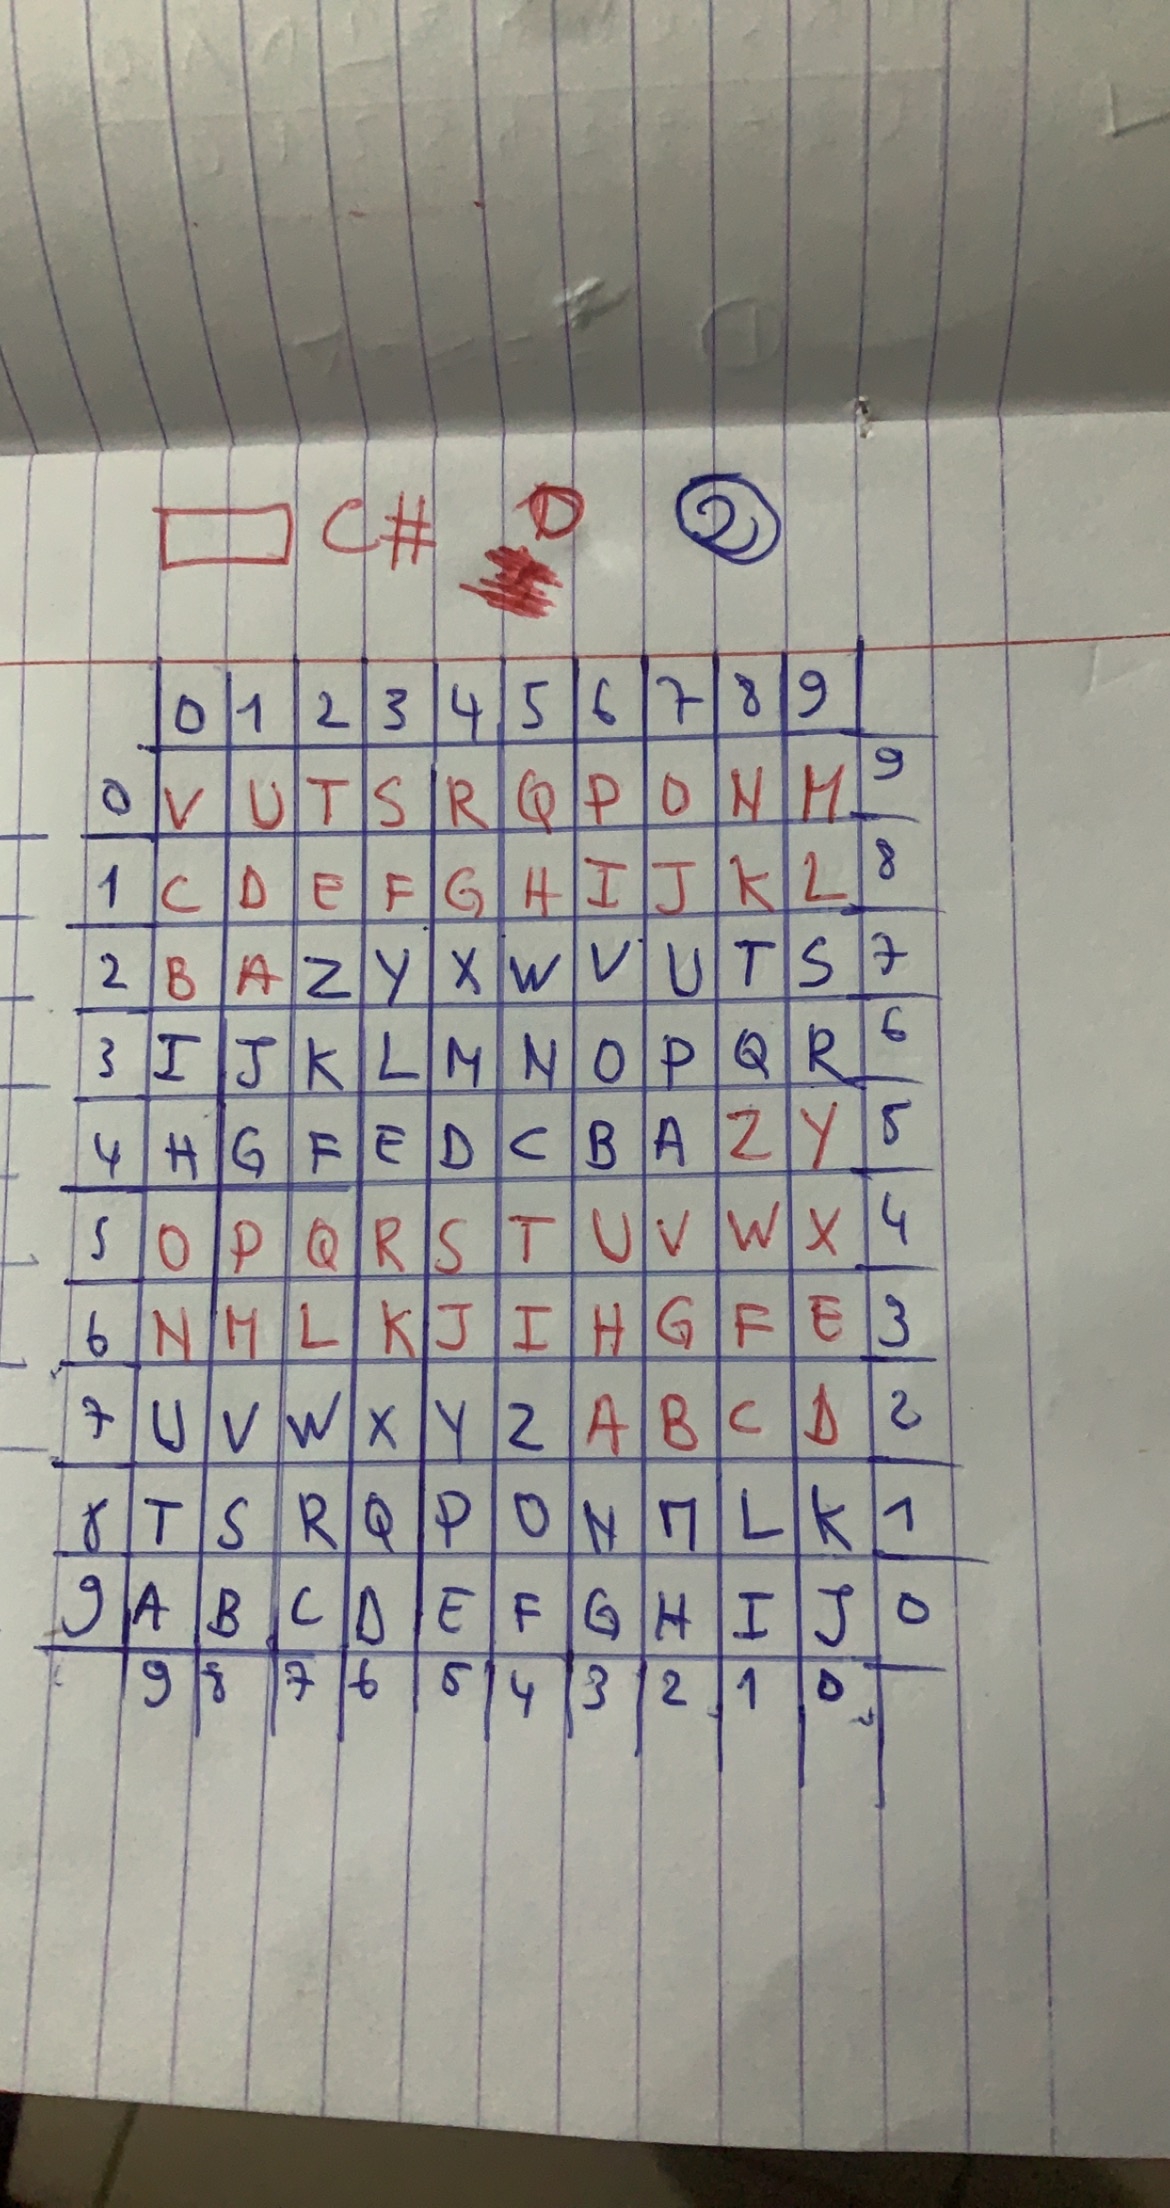 C# D 2
0 1 2 3 4 5 6 7 8 9
0 V U T S R Q P O N M 9
1 C D E F G H I J K L 8
2 B A Z Y X W V U T S 7
3 I J K L M N O P Q R 6
4 H G F E D C B A Z Y 5
5 O P Q R S T U V W X 4
6 N M L K J I H G F E 3
7 U V W X Y Z A B C D 2
8 T S R Q P O N M L K 1
9 A B C D E F G H I J 0
9 8 7 6 5 4 3 2 1 0